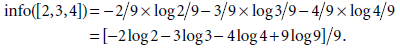 info([2,3,4]) = −2/9 × log 2/9 − 3/9 × log 3/9 − 4/9 × log 4/9
= [−2 log 2 − 3 log 3 − 4 log 4 + 9 log 9]/9.